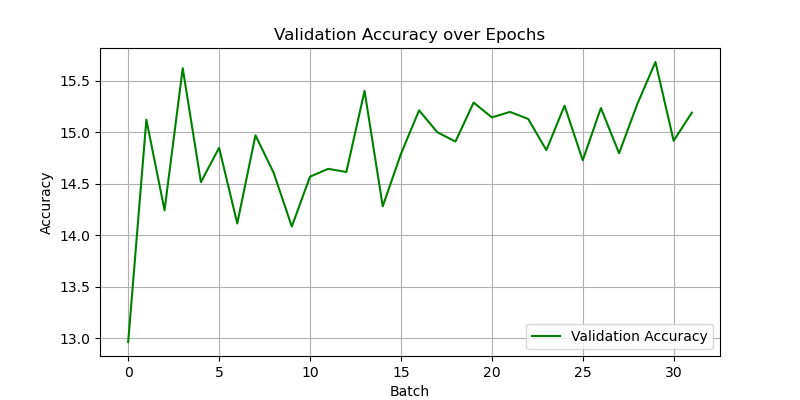 Validation Accuracy over Epochs
Accuracy
15.5
15.0
14.5
14.0
13.5
13.0
Validation Accuracy
0 5 10 15 20 25 30
Batch